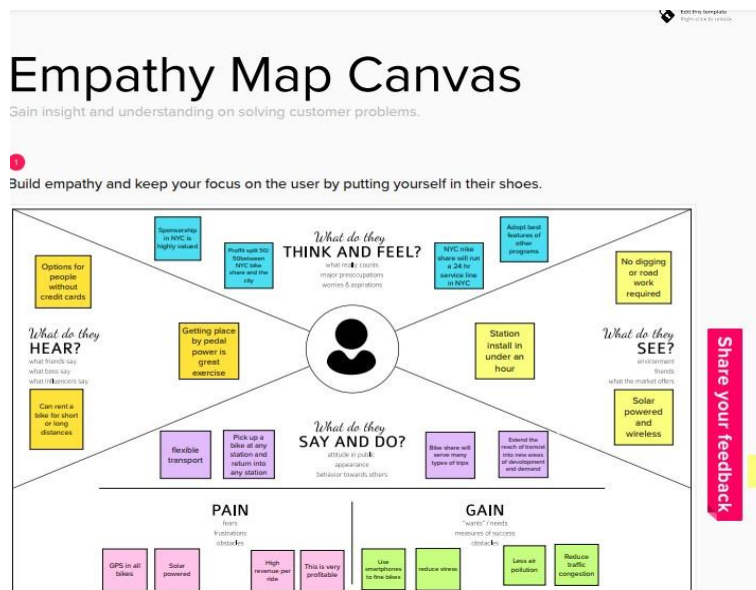 Edit this template
Right-click to unlock
Empathy Map Canvas
Gain insight and understanding on solving customer problems.
1
Build empathy and keep your focus on the user by putting yourself in their shoes.
Sponsorship
in NYC is
highly valued
Profit split 50/
50between
NYC bike
share and the
city
What do they
THINK AND FEEL?
what really counts
major preoccupations
worries & aspirations
NYC nike
share will run
a 24 hr
service line
in NYC
Adopt best
features of
other
programs
Options for
people
without
credit cards
No digging
or road
work
required
What do they
HEAR?
what friends say
what boss say
what influencers say
Getting place
by pedal
power is
great
exercise
Station
install in
under an
hour
What do they
SEE?
environment
friends
what the market offers
Can rent a
bike for short
or long
distances
Solar
powered
and
wireless
What do they
SAY AND DO?
attitude in public
appearance
behavior towards others
flexible
transport
Pick up a
bike at any
station and
return into
any station
Bike share will
serve many
types of trips
Extend the
reach of transist
into new areas
of devolopment
and demand
Share your feedback
PAIN
fears
frustrations
obstacles
GAIN
"wants" / needs
measures of success
obstacles
GPS in all
bikes
Solar
powered
High
revenue per
ride
This is very
profitable
Use
smartphones
to fine bikes
reduce stress
Less air
pollution
Reduce
traffic
congestion